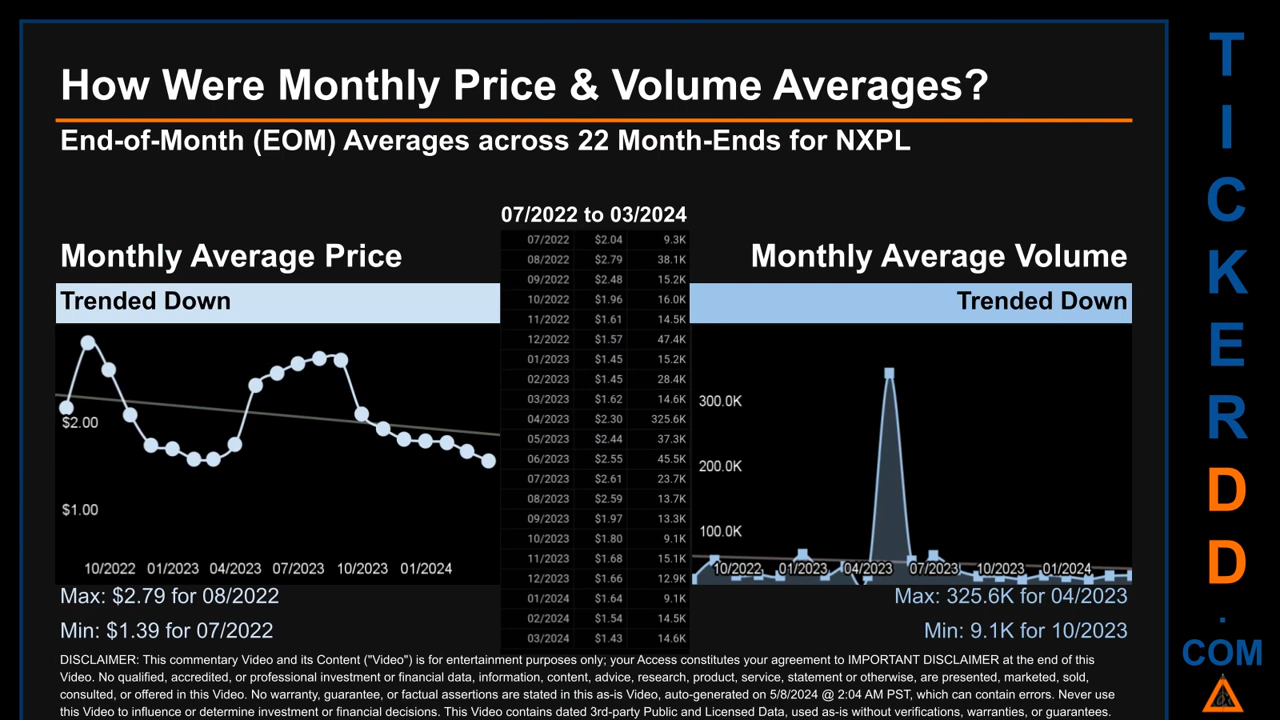 How Were Monthly Price & Volume Averages?
End-of-Month (EOM) Averages across 22 Month-Ends for NXPL
07/2022 to 03/2024
Monthly Average Price
Trended Down
$2.00
$1.00
10/2022 01/2023 04/2023 07/2023 10/2023 01/2024
Max: $2.79 for 08/2022
Min: $1.39 for 07/2022
07/2022 $2.04 9.3K
08/2022 $2.79 38.1K
09/2022 $2.48 15.2K
10/2022 $1.96 16.0K
11/2022 $1.61 14.5K
12/2022 $1.57 47.4K
01/2023 $1.45 15.2K
02/2023 $1.45 28.4K
03/2023 $1.62 14.6K
04/2023 $2.30 325.6K
05/2023 $2.44 37.3K
06/2023 $2.55 45.5K
07/2023 $2.61 23.7K
08/2023 $2.59 13.7K
09/2023 $1.97 13.3K
10/2023 $1.80 9.1K
11/2023 $1.68 15.1K
12/2023 $1.66 12.9K
01/2024 $1.64 9.1K
02/2024 $1.54 14.5K
03/2024 $1.43 14.6K
Monthly Average Volume
Trended Down
300.0K
200.0K
100.0K
10/2022 01/2023 04/2023 07/2023 10/2023 01/2024
Max: 325.6K for 04/2023
Min: 9.1K for 10/2023
DISCLAIMER: This commentary Video and its Content ("Video") is for entertainment purposes only; your Access constitutes your agreement to IMPORTANT DISCLAIMER at the end of this
Video. No qualified, accredited, or professional investment or financial data, information, content, advice, research, product, service, statement or otherwise, are presented, marketed, sold,
consulted, or offered in this Video. No warranty, guarantee, or factual assertions are stated in this as-is Video, auto-generated on 5/8/2024 @ 2:04 AM PST, which can contain errors. Never use
this Video to influence or determine investment or financial decisions. This Video contains dated 3rd-party Public and Licensed Data, used as-is without verifications, warranties, or guarantees.
T
I
C
K
E
R
D
D
.
COM